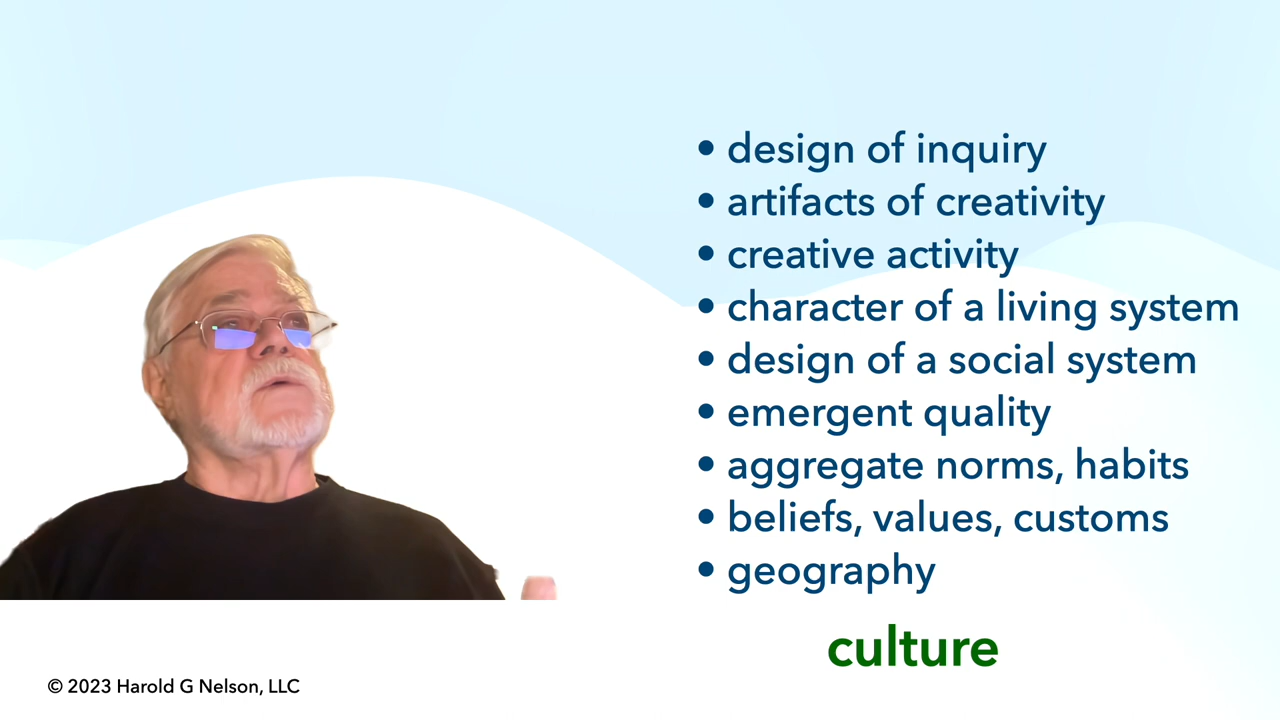 • design of inquiry
• artifacts of creativity
• creative activity
• character of a living system
• design of a social system
• emergent quality
• aggregate norms, habits
• beliefs, values, customs
• geography
culture
© 2023 Harold G Nelson, LLC